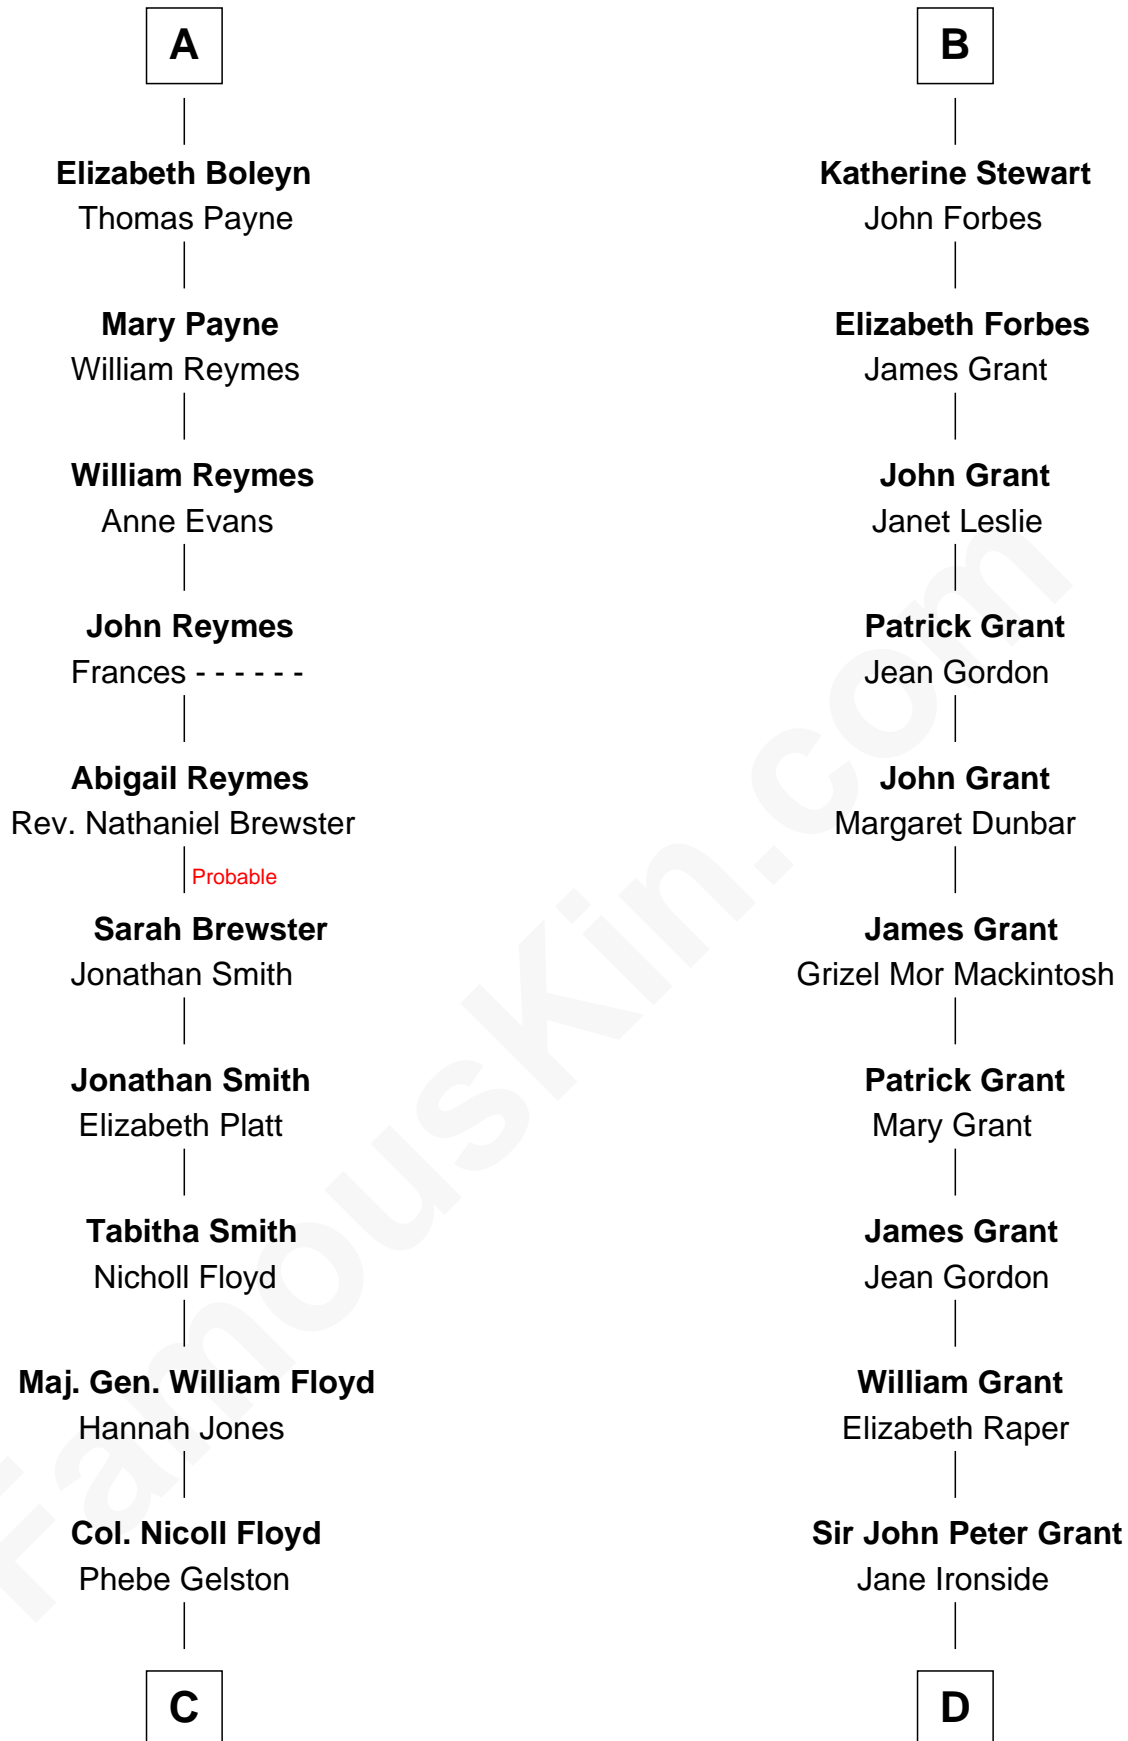 A
Elizabeth Boleyn
Thomas Payne
Mary Payne
William Reymes
William Reymes
Anne Evans
John Reymes
Frances - - - - - -
Abigail Reymes
Rev. Nathaniel Brewster
Probable
Sarah Brewster
Jonathan Smith
Jonathan Smith
Elizabeth Platt
Tabitha Smith
Nicholl Floyd
Maj. Gen. William Floyd
Hannah Jones
Col. Nicoll Floyd
Phebe Gelston
C
B
Katherine Stewart
John Forbes
Elizabeth Forbes
James Grant
John Grant
Janet Leslie
Patrick Grant
Jean Gordon
John Grant
Margaret Dunbar
James Grant
Grizel Mor Mackintosh
Patrick Grant
Mary Grant
James Grant
Jean Gordon
William Grant
Elizabeth Raper
Sir John Peter Grant
Jane Ironside
D
FamousKin.com